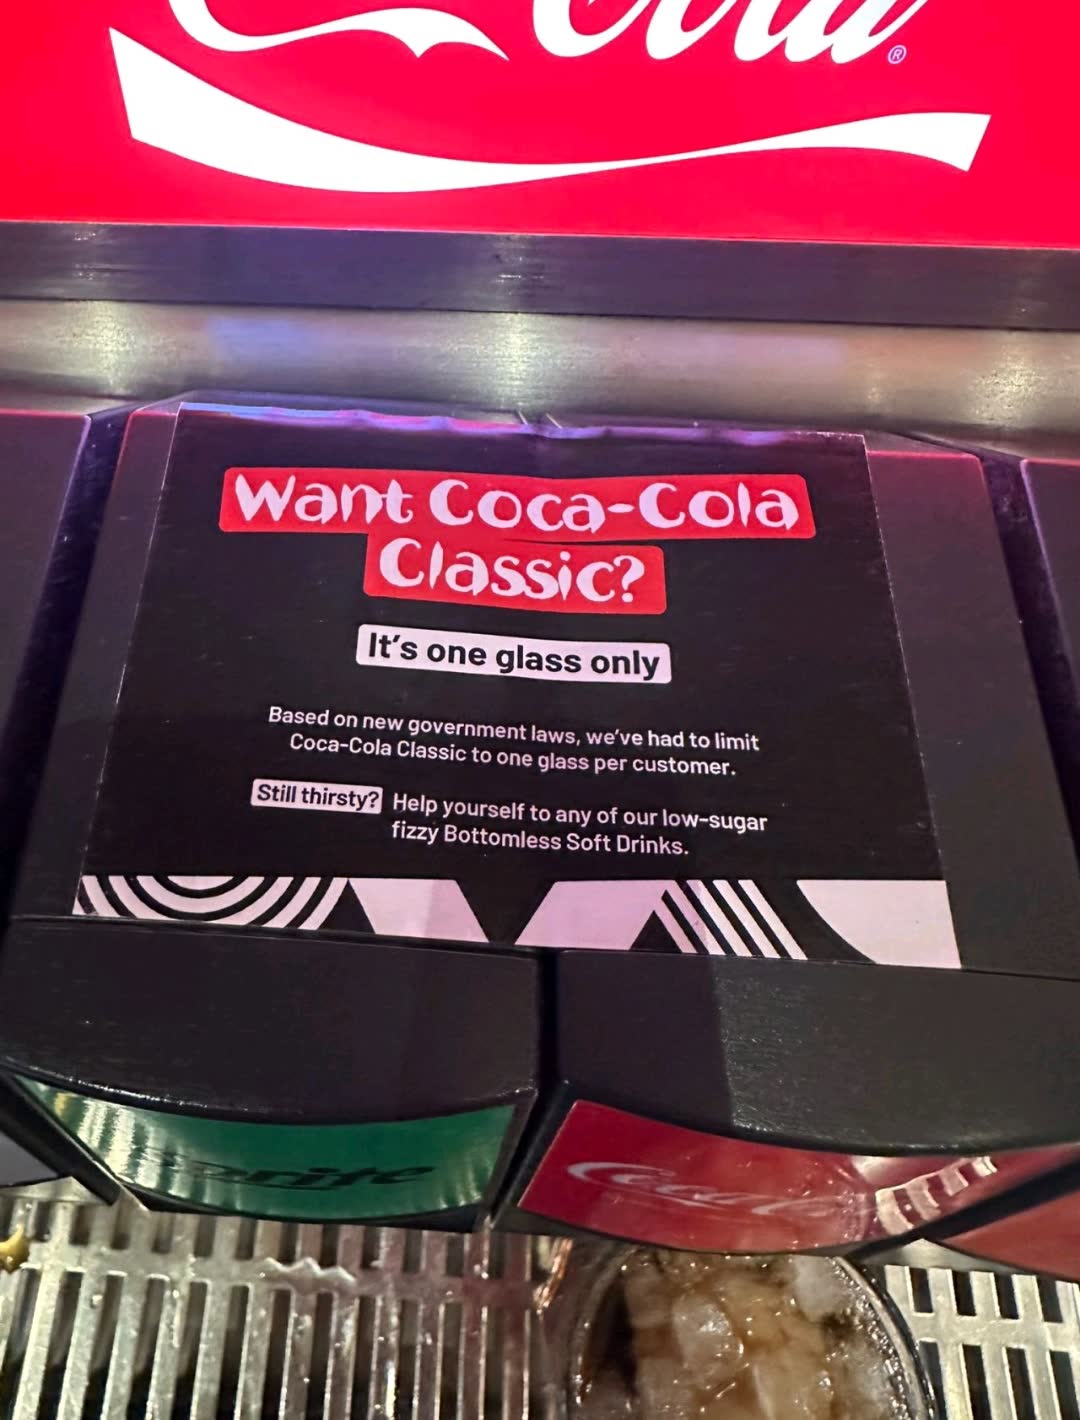 Cola®
Want Coca-Cola
Classic?
It's one glass only
Based on new government laws, we've had to limit
Coca-Cola Classic to one glass per customer.
Still thirsty? Help yourself to any of our low-sugar
fizzy Bottomless Soft Drinks.
Sprite
Coca-C